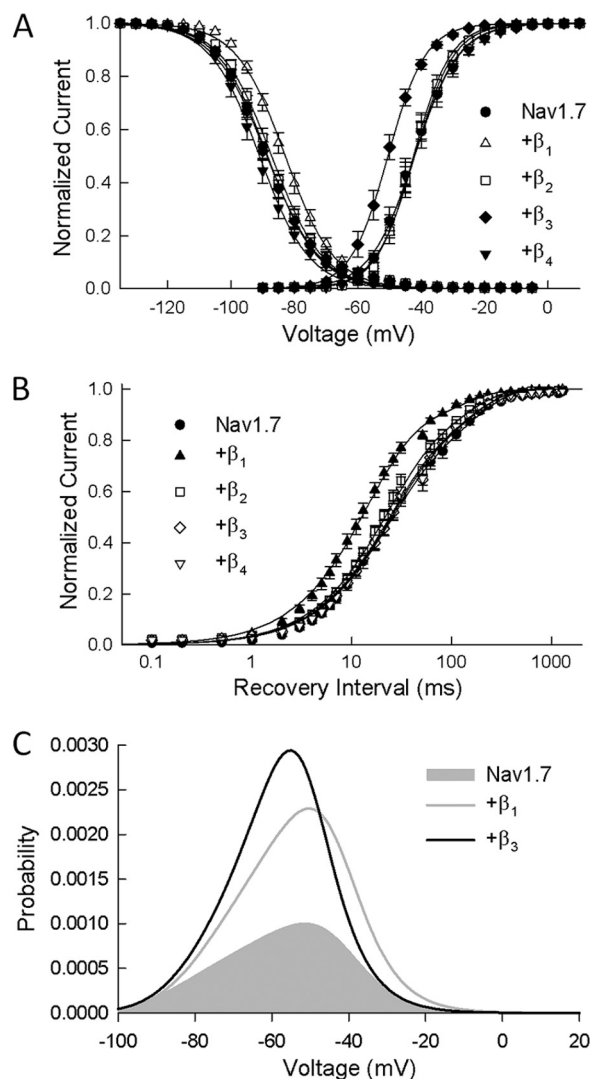 A
Normalized Current
1.0
0.8
0.6
0.4
0.2
0.0
-120 -100 -80 -60 -40 -20 0
Voltage (mV)
Nav1.7
+β₁
+β₂
+β₃
+β₄
B
Normalized Current
1.0
0.8
0.6
0.4
0.2
0.0
0.1 1 10 100 1000
Recovery Interval (ms)
Nav1.7
+β₁
+β₂
+β₃
+β₄
C
Probability
0.0030
0.0025
0.0020
0.0015
0.0010
0.0005
0.0000
-100 -80 -60 -40 -20 0 20
Voltage (mV)
Nav1.7
+β₁
+β₃